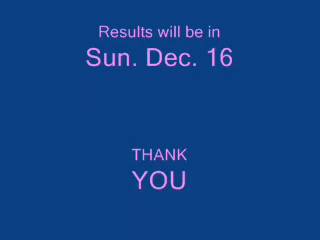 Results will be in
Sun. Dec. 16
THANK
YOU